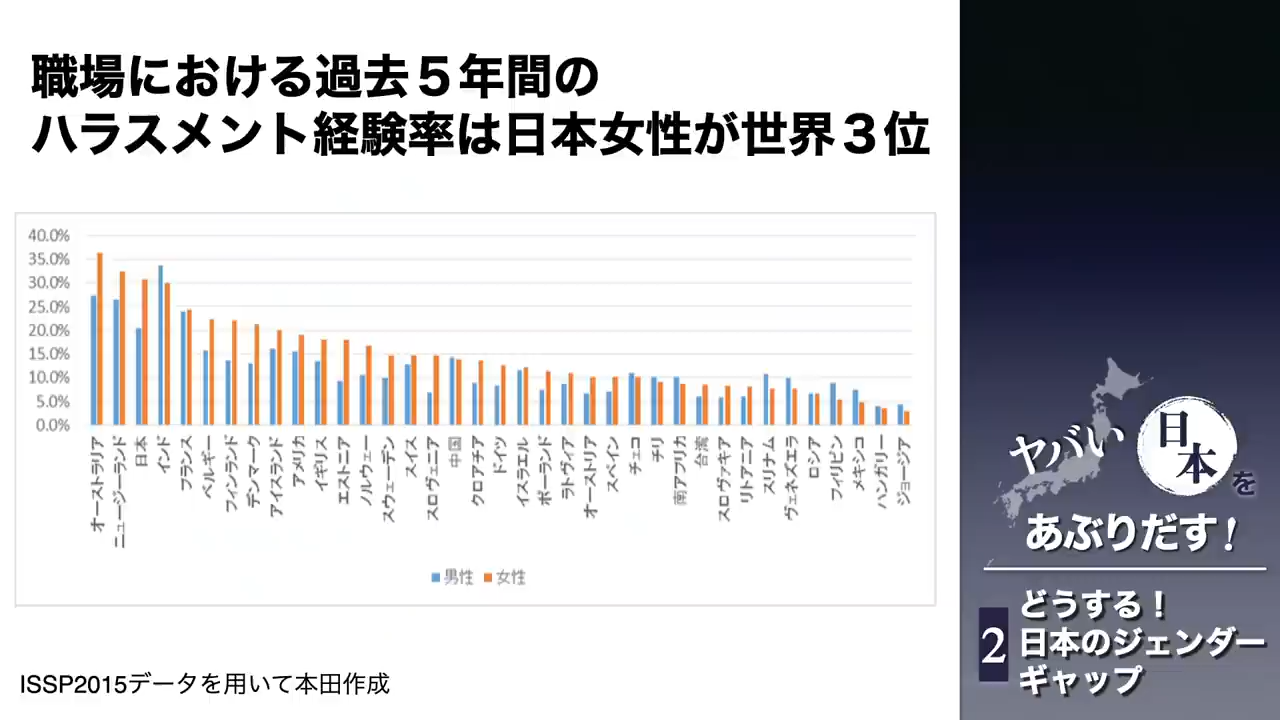 職場における過去５年間の
ハラスメント経験率は日本女性が世界３位
40.0%
35.0%
30.0%
25.0%
20.0%
15.0%
10.0%
5.0%
0.0%
オーストラリア
ニュージーランド
日本
インド
フランス
ベルギー
フィンランド
デンマーク
アイスランド
アメリカ
イギリス
エストニア
ノルウェー
スウェーデン
スイス
スロヴェニア
中国
クロアチア
ドイツ
イスラエル
ポーランド
ラトヴィア
オーストリア
スペイン
チェコ
チリ
南アフリカ
台湾
スロヴァキア
リトアニア
スリナム
ヴェネズエラ
ロシア
フィリピン
メキシコ
ハンガリー
ジョージア
男性 女性
ISSP2015データを用いて本田作成
ヤバい日本を
あぶりだす！
2
どうする！
日本のジェンダー
ギャップ